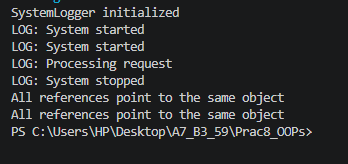 SystemLogger initialized
LOG: System started
LOG: System started
LOG: Processing request
LOG: System stopped
All references point to the same object
All references point to the same object
PS C:\Users\HP\Desktop\A7_B3_59\Prac8_OOPs>